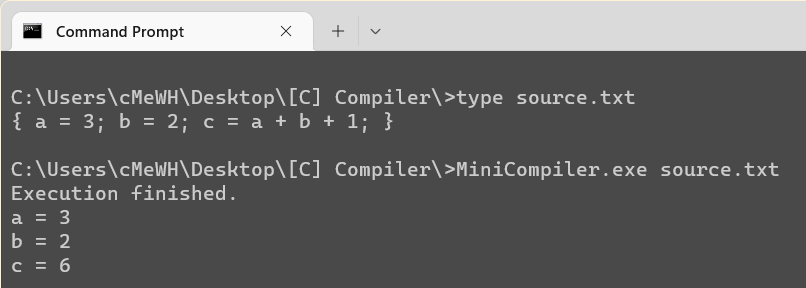 Command Prompt
C:\Users\cMeWH\Desktop\[C] Compiler\>type source.txt
{ a = 3; b = 2; c = a + b + 1; }
C:\Users\cMeWH\Desktop\[C] Compiler\>MiniCompiler.exe source.txt
Execution finished.
a = 3
b = 2
c = 6